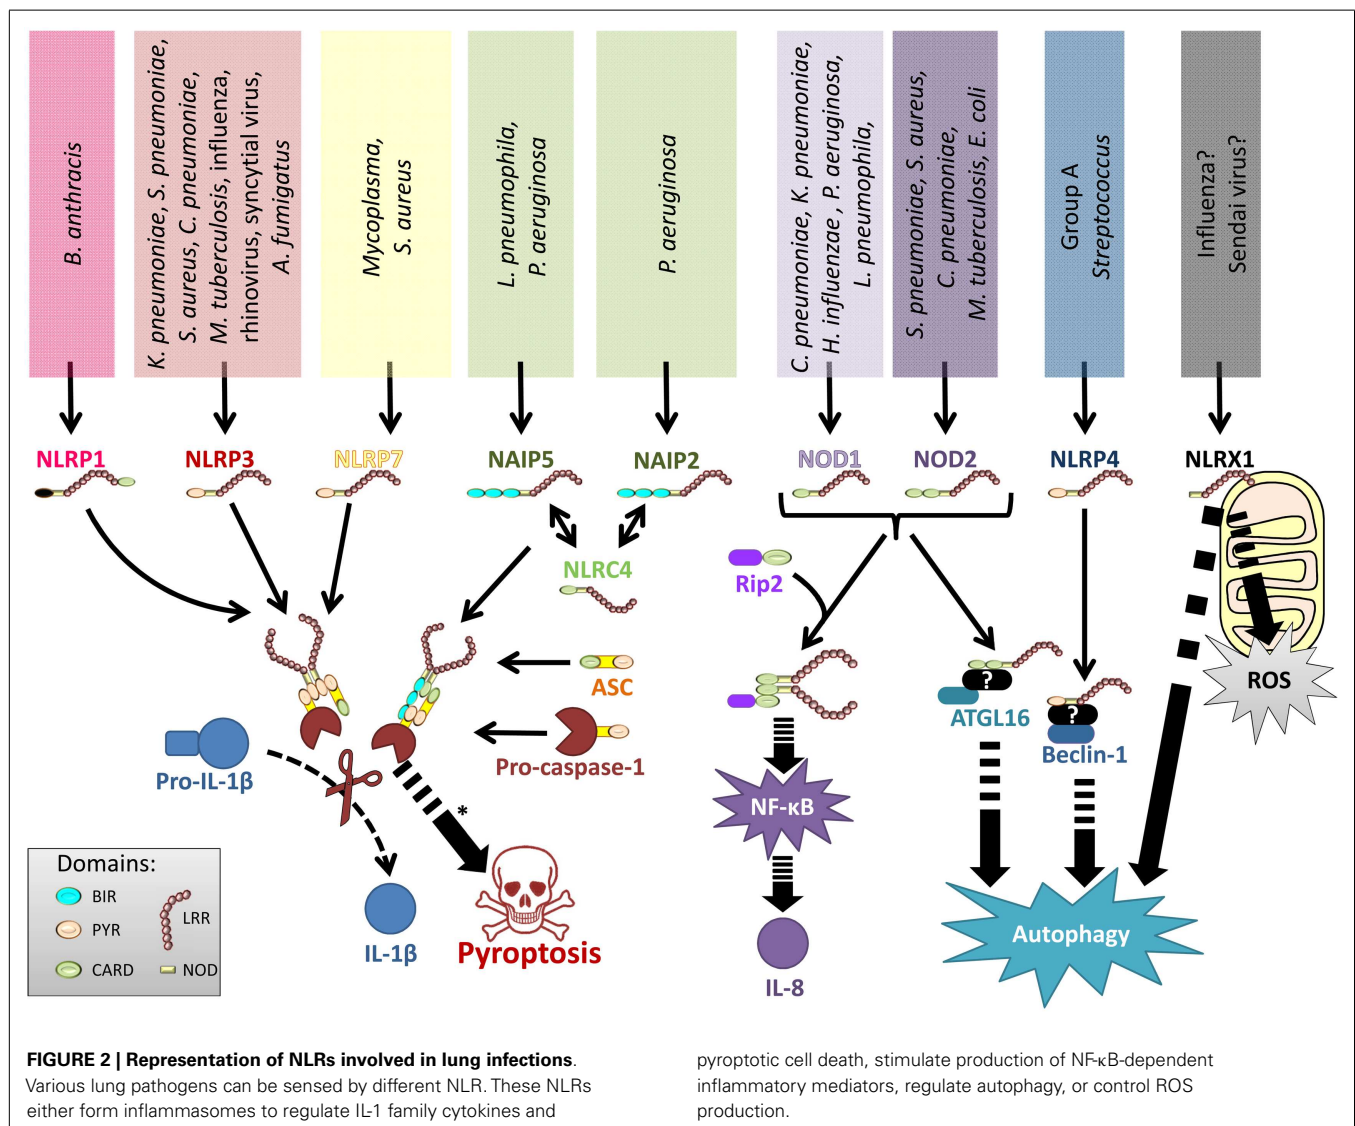 B. anthracis
K. pneumoniae, S. pneumoniae,
S. aureus, C. pneumoniae,
M. tuberculosis, influenza,
rhinovirus, syncytial virus,
A. fumigatus
Mycoplasma,
S. aureus
L. pneumophila,
P. aeruginosa
P. aeruginosa
C. pneumoniae, K. pneumoniae,
H. influenzae , P. aeruginosa,
L. pneumophila,
S. pneumoniae, S. aureus,
C. pneumoniae,
M. tuberculosis, E. coli
Group A
Streptococcus
Influenza?
Sendai virus?
NLRP1
NLRP3
NLRP7
NAIP5
NAIP2
NOD1
NOD2
NLRP4
NLRX1
NLRC4
Rip2
ASC
Pro-caspase-1
Pro-IL-1β
*
IL-1β
Pyroptosis
NF-κB
IL-8
?
ATGL16
?
Beclin-1
ROS
Autophagy
Domains:
BIR
PYR
LRR
CARD
NOD
FIGURE 2 | Representation of NLRs involved in lung infections.
Various lung pathogens can be sensed by different NLR. These NLRs
either form inflammasomes to regulate IL-1 family cytokines and
pyroptotic cell death, stimulate production of NF-κB-dependent
inflammatory mediators, regulate autophagy, or control ROS
production.